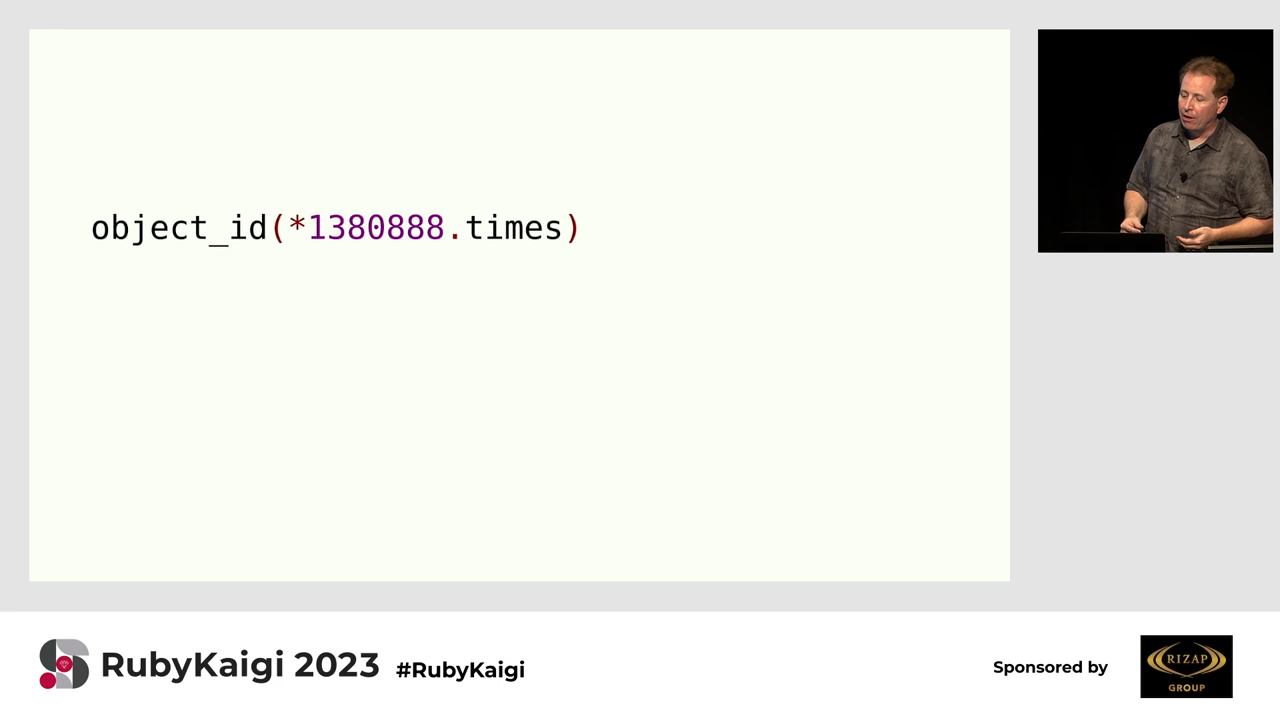 object_id(*1380888.times)
RubyKaigi 2023 #RubyKaigi
Sponsored by
RIZAP
GROUP